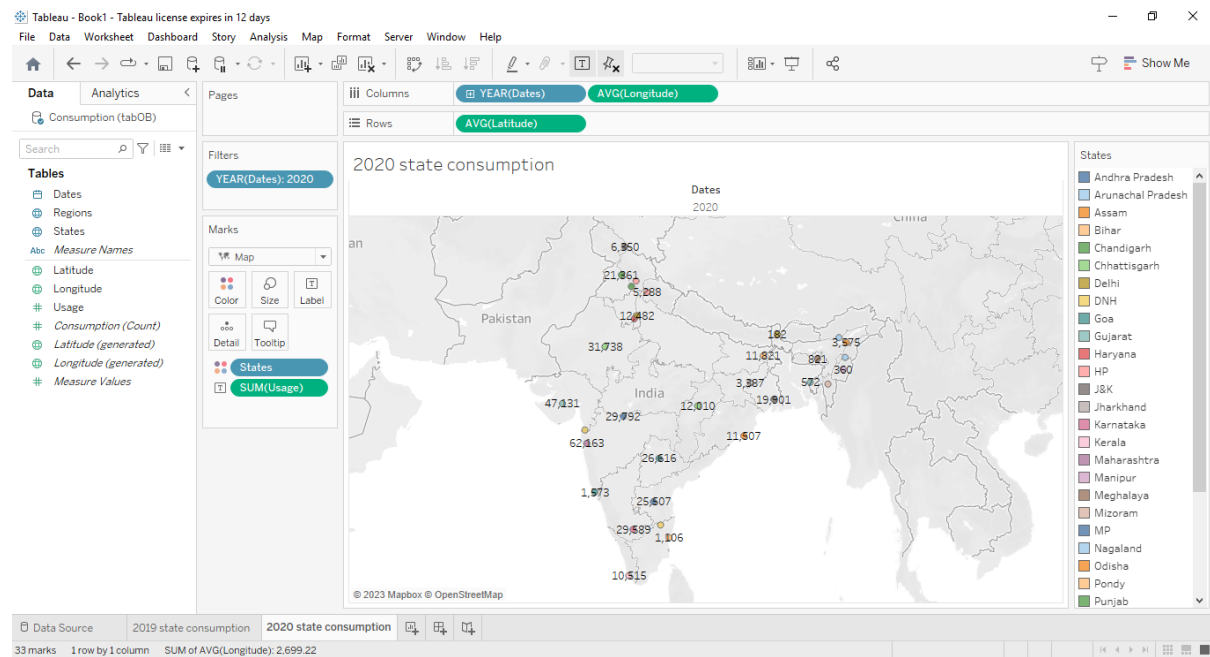 Tableau - Book1 - Tableau license expires in 12 days
File Data Worksheet Dashboard Story Analysis Map Format Server Window Help
Show Me
Data Analytics
Consumption (tabOB)
Search
Tables
Dates
Regions
States
Abc Measure Names
Latitude
Longitude
# Usage
# Consumption (Count)
Latitude (generated)
Longitude (generated)
# Measure Values
Pages
Filters
YEAR(Dates): 2020
Marks
Map
Color Size Label
Detail Tooltip
States
SUM(Usage)
Columns YEAR(Dates) AVG(Longitude)
Rows AVG(Latitude)
2020 state consumption
Dates
2020
an
China
6,350
21,361
5,288
Pakistan
12,482
182
3,575
31,738
11,821
821
360
3,387
572
India
47,131
12,010
19,901
29,792
11,507
62,163
26,616
1,573
25,507
29,589
1,106
10,515
© 2023 Mapbox © OpenStreetMap
States
Andhra Pradesh
Arunachal Pradesh
Assam
Bihar
Chandigarh
Chhattisgarh
Delhi
DNH
Goa
Gujarat
Haryana
HP
J&K
Jharkhand
Karnataka
Kerala
Maharashtra
Manipur
Meghalaya
Mizoram
MP
Nagaland
Odisha
Pondy
Punjab
Data Source 2019 state consumption 2020 state consumption
33 marks 1 row by 1 column SUM of AVG(Longitude): 2,699.22